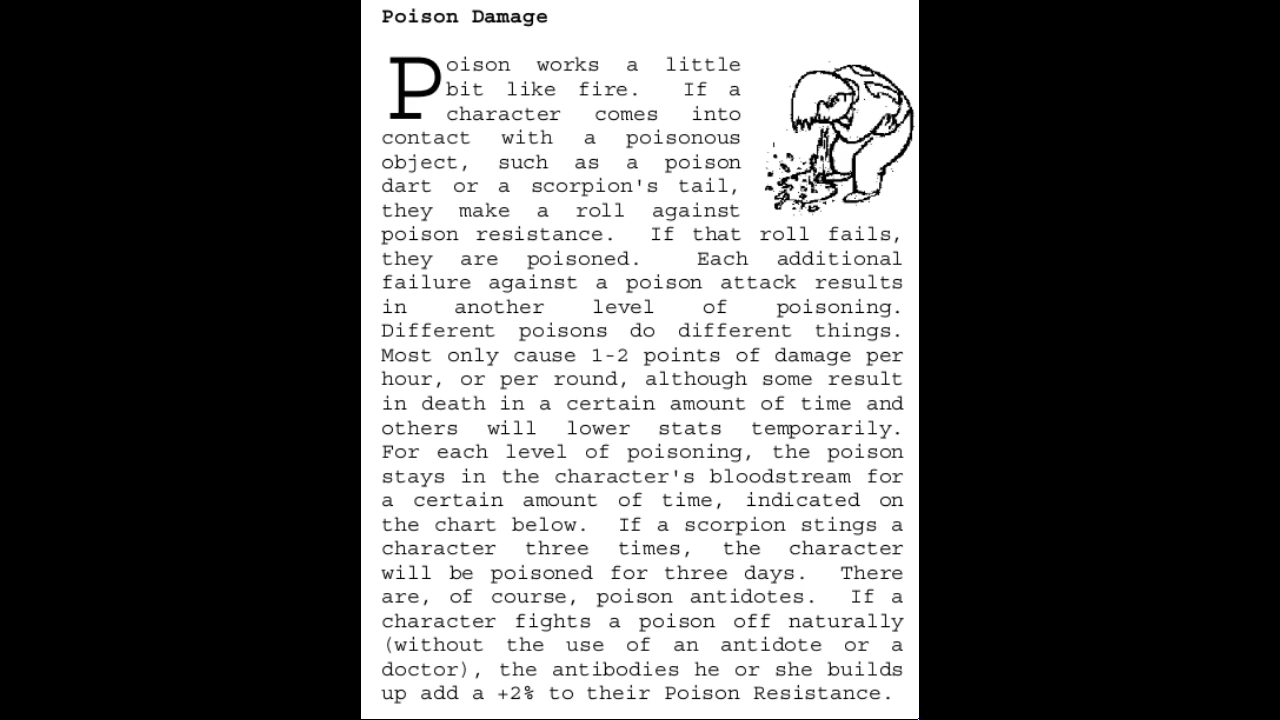 Poison Damage
Poison works a little
bit like fire. If a
character comes into
contact with a poisonous
object, such as a poison
dart or a scorpion's tail,
they make a roll against
poison resistance. If that roll fails,
they are poisoned. Each additional
failure against a poison attack results
in another level of poisoning.
Different poisons do different things.
Most only cause 1-2 points of damage per
hour, or per round, although some result
in death in a certain amount of time and
others will lower stats temporarily.
For each level of poisoning, the poison
stays in the character's bloodstream for
a certain amount of time, indicated on
the chart below. If a scorpion stings a
character three times, the character
will be poisoned for three days. There
are, of course, poison antidotes. If a
character fights a poison off naturally
(without the use of an antidote or a
doctor), the antibodies he or she builds
up add a +2% to their Poison Resistance.